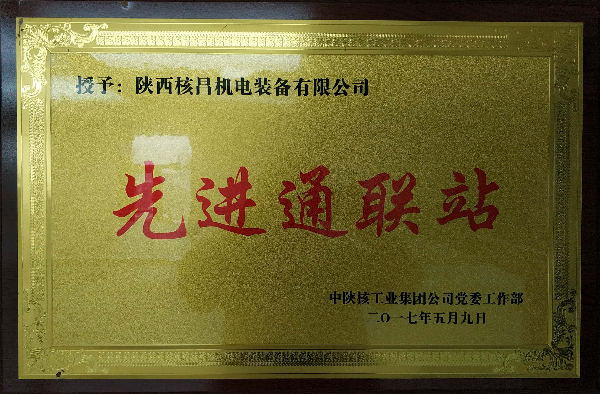 授予：陕西核昌机电装备有限公司
先进通联站
中陕核工业集团公司党委工作部
二〇一七年五月九日